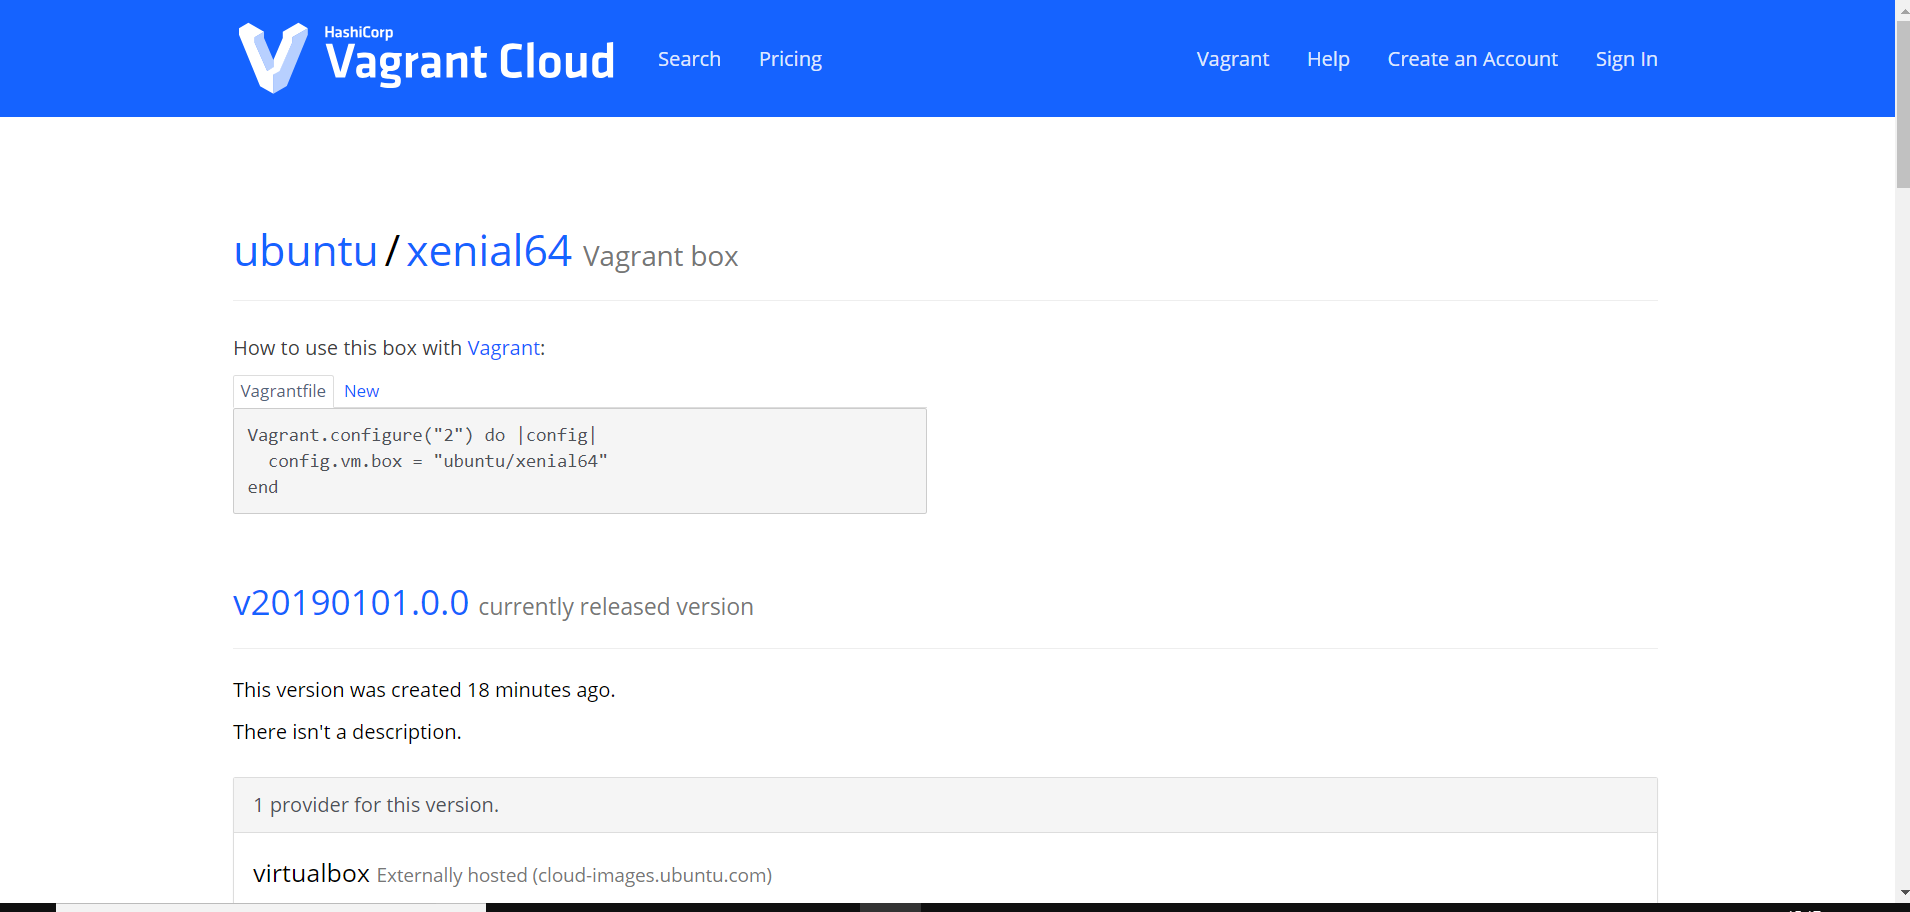 HashiCorp
Vagrant Cloud
Search Pricing Vagrant Help Create an Account Sign In
ubuntu/xenial64 Vagrant box
How to use this box with Vagrant:
Vagrantfile New
Vagrant.configure("2") do |config|
  config.vm.box = "ubuntu/xenial64"
end
v20190101.0.0 currently released version
This version was created 18 minutes ago.
There isn't a description.
1 provider for this version.
virtualbox Externally hosted (cloud-images.ubuntu.com)